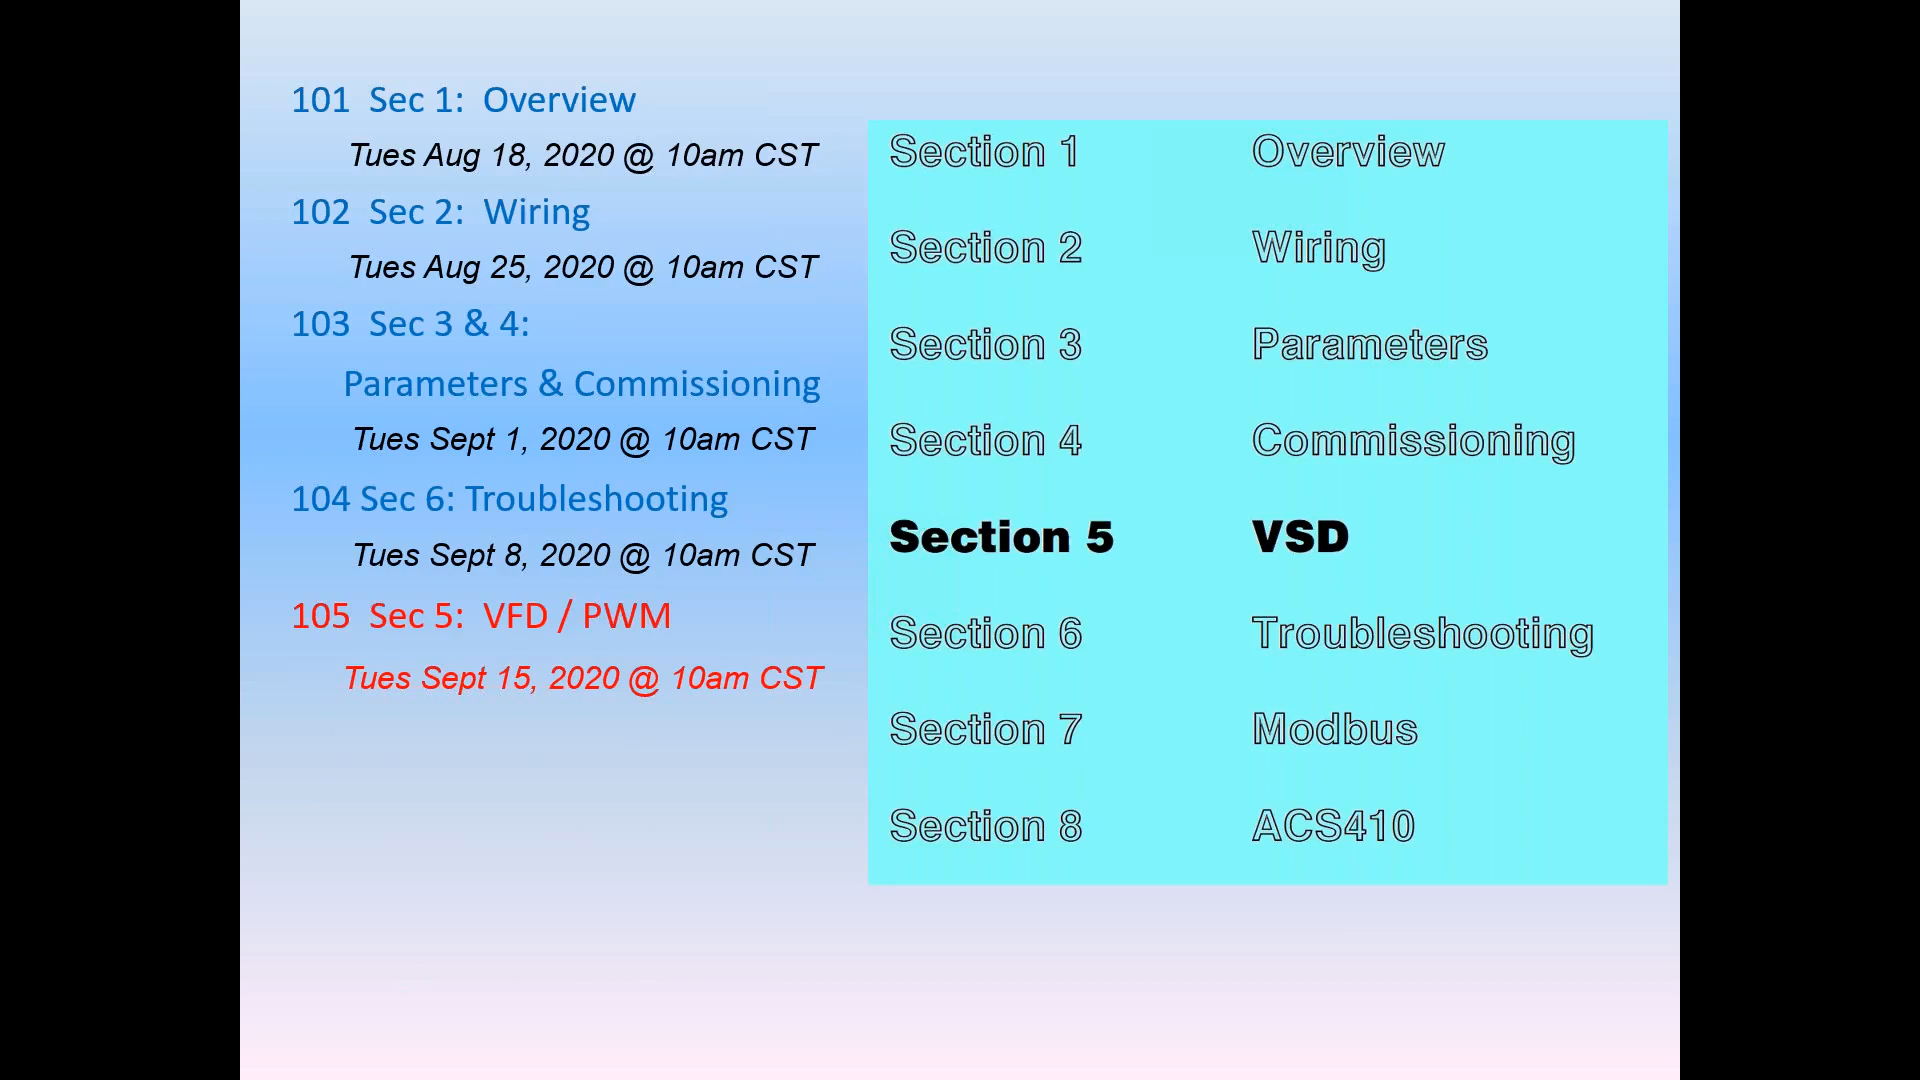 101  Sec 1:  Overview
Tues Aug 18, 2020 @ 10am CST
102  Sec 2:  Wiring
Tues Aug 25, 2020 @ 10am CST
103  Sec 3 & 4:
Parameters & Commissioning
Tues Sept 1, 2020 @ 10am CST
104 Sec 6: Troubleshooting
Tues Sept 8, 2020 @ 10am CST
105  Sec 5:  VFD / PWM
Tues Sept 15, 2020 @ 10am CST
Section 1 Overview
Section 2 Wiring
Section 3 Parameters
Section 4 Commissioning
Section 5 VSD
Section 6 Troubleshooting
Section 7 Modbus
Section 8 ACS410